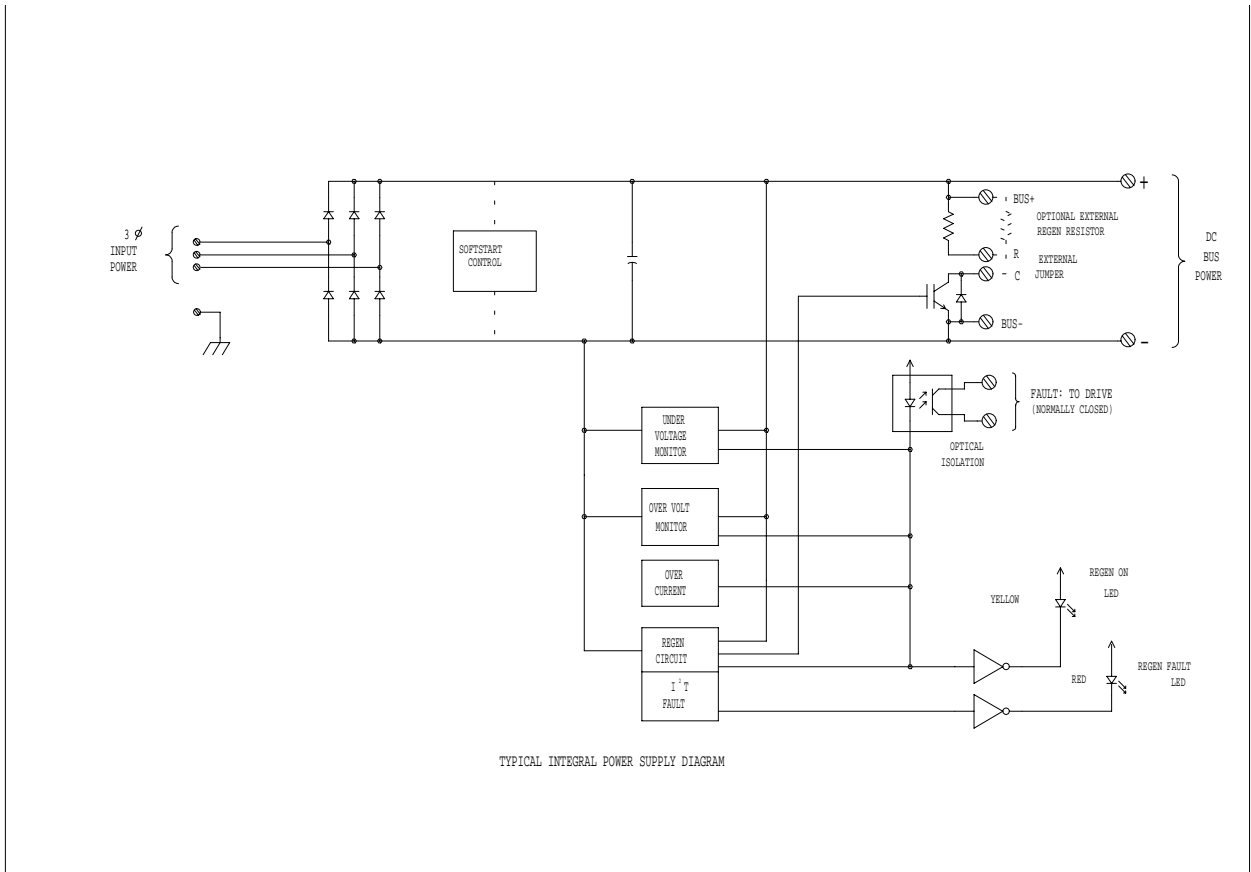 3 Ø
INPUT
POWER
SOFTSTART
CONTROL
BUS+
OPTIONAL EXTERNAL
REGEN RESISTOR
R
EXTERNAL
C
JUMPER
BUS-
+
-
DC
BUS
POWER
UNDER
VOLTAGE
MONITOR
FAULT: TO DRIVE
(NORMALLY CLOSED)
OPTICAL
ISOLATION
OVER VOLT
MONITOR
OVER
CURRENT
YELLOW
REGEN ON
LED
REGEN
CIRCUIT
I²T
FAULT
RED
REGEN FAULT
LED
TYPICAL INTEGRAL POWER SUPPLY DIAGRAM